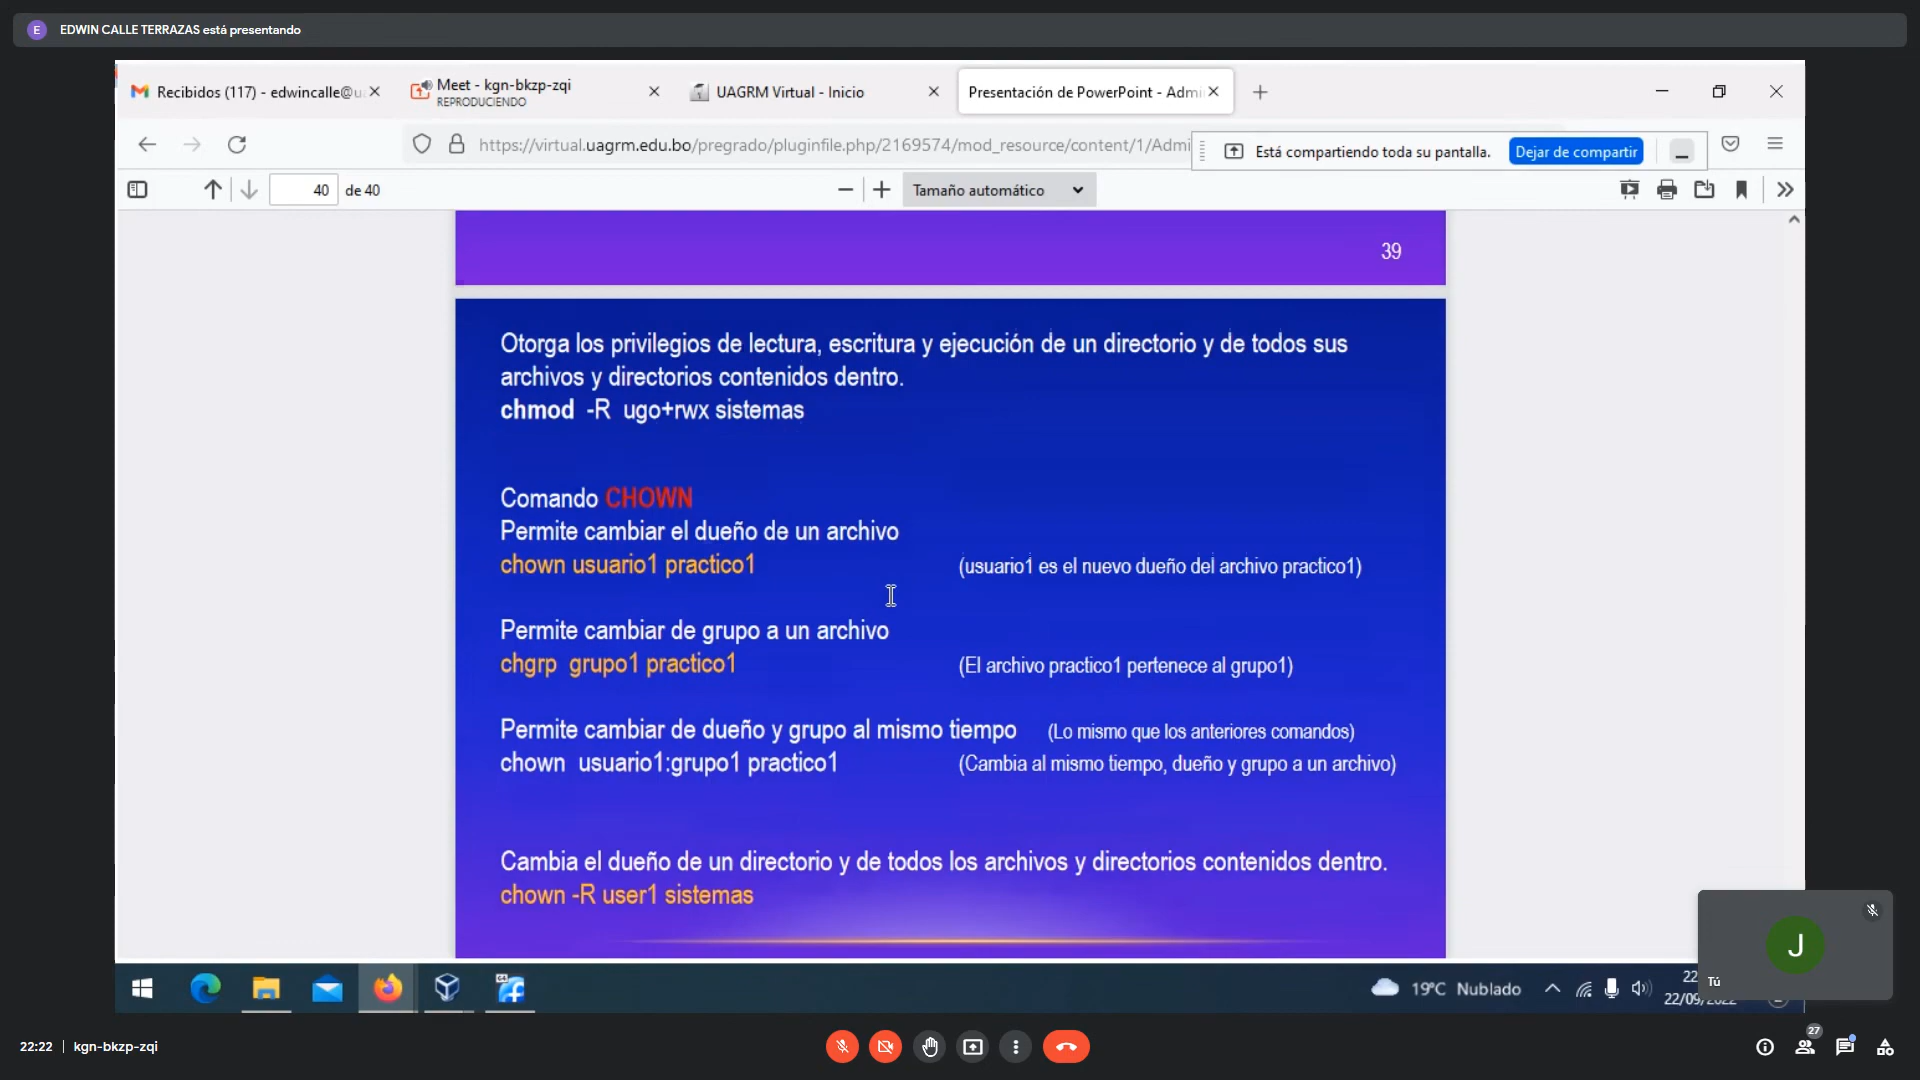 E EDWIN CALLE TERRAZAS está presentando
Recibidos (117) - edwincalle@u
Meet - kgn-bkzp-zqi
REPRODUCIENDO
UAGRM Virtual - Inicio
Presentación de PowerPoint - Admi
https://virtual.uagrm.edu.bo/pregrado/pluginfile.php/2169574/mod_resource/content/1/Admi
Está compartiendo toda su pantalla.
Dejar de compartir
40 de 40
Tamaño automático
39
Otorga los privilegios de lectura, escritura y ejecución de un directorio y de todos sus
archivos y directorios contenidos dentro.
chmod -R ugo+rwx sistemas
Comando CHOWN
Permite cambiar el dueño de un archivo
chown usuario1 practico1 (usuario1 es el nuevo dueño del archivo practico1)
Permite cambiar de grupo a un archivo
chgrp grupo1 practico1 (El archivo practico1 pertenece al grupo1)
Permite cambiar de dueño y grupo al mismo tiempo (Lo mismo que los anteriores comandos)
chown usuario1:grupo1 practico1 (Cambia al mismo tiempo, dueño y grupo a un archivo)
Cambia el dueño de un directorio y de todos los archivos y directorios contenidos dentro.
chown -R user1 sistemas
J
Tú
64
19°C Nublado
22
22/09/2022
22:22 | kgn-bkzp-zqi
27